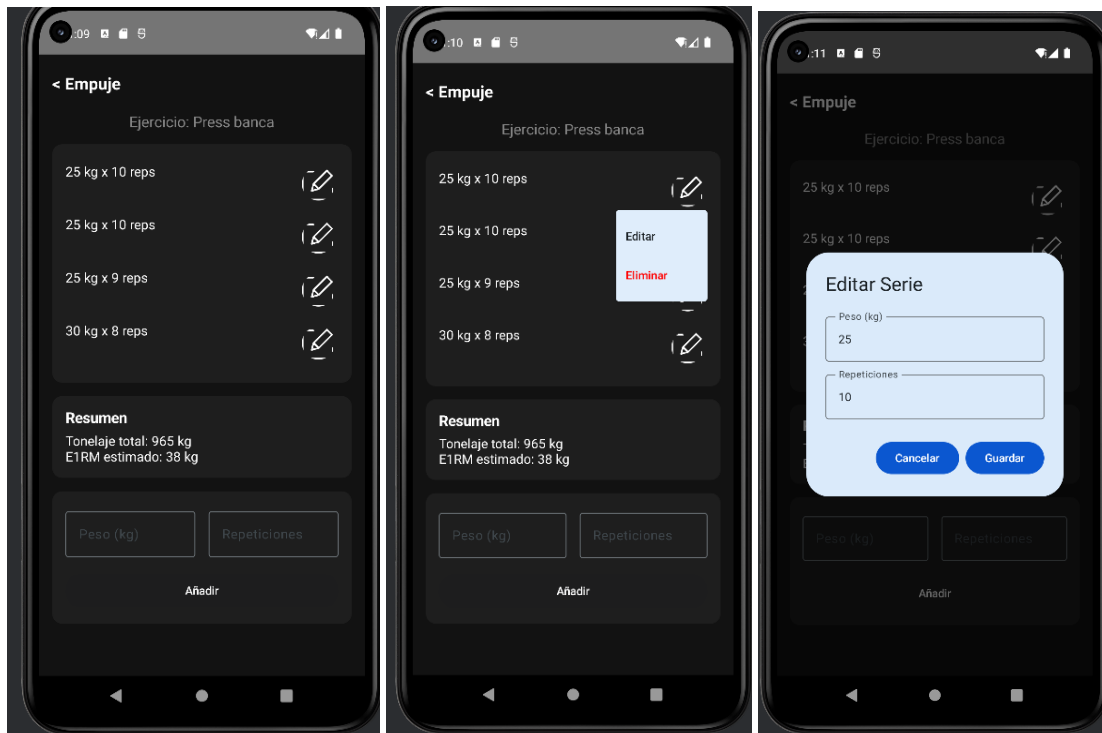 :09
< Empuje
Ejercicio: Press banca
25 kg x 10 reps
25 kg x 10 reps
25 kg x 9 reps
30 kg x 8 reps
Resumen
Tonelaje total: 965 kg
E1RM estimado: 38 kg
Peso (kg) Repeticiones
Añadir
:10
< Empuje
Ejercicio: Press banca
25 kg x 10 reps
25 kg x 10 reps
Editar
Eliminar
25 kg x 9 reps
30 kg x 8 reps
Resumen
Tonelaje total: 965 kg
E1RM estimado: 38 kg
Peso (kg) Repeticiones
Añadir
:11
< Empuje
Ejercicio: Press banca
25 kg x 10 reps
25 kg x 10 reps
Editar Serie
Peso (kg)
25
Repeticiones
10
Cancelar Guardar
Peso (kg) Repeticiones
Añadir